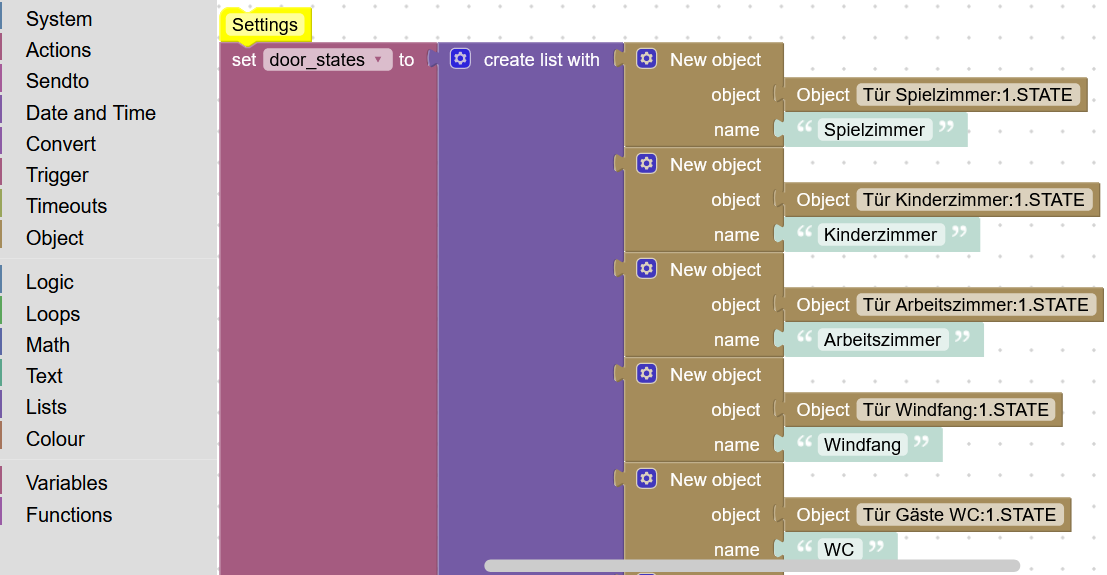 System
Actions
Sendto
Date and Time
Convert
Trigger
Timeouts
Object
Logic
Loops
Math
Text
Lists
Colour
Variables
Functions
Settings
set door_states ▾ to create list with New object
object Object Tür Spielzimmer:1.STATE
name “ Spielzimmer ”
New object
object Object Tür Kinderzimmer:1.STATE
name “ Kinderzimmer ”
New object
object Object Tür Arbeitszimmer:1.STATE
name “ Arbeitszimmer ”
New object
object Object Tür Windfang:1.STATE
name “ Windfang ”
New object
object Object Tür Gäste WC:1.STATE
name “ WC ”